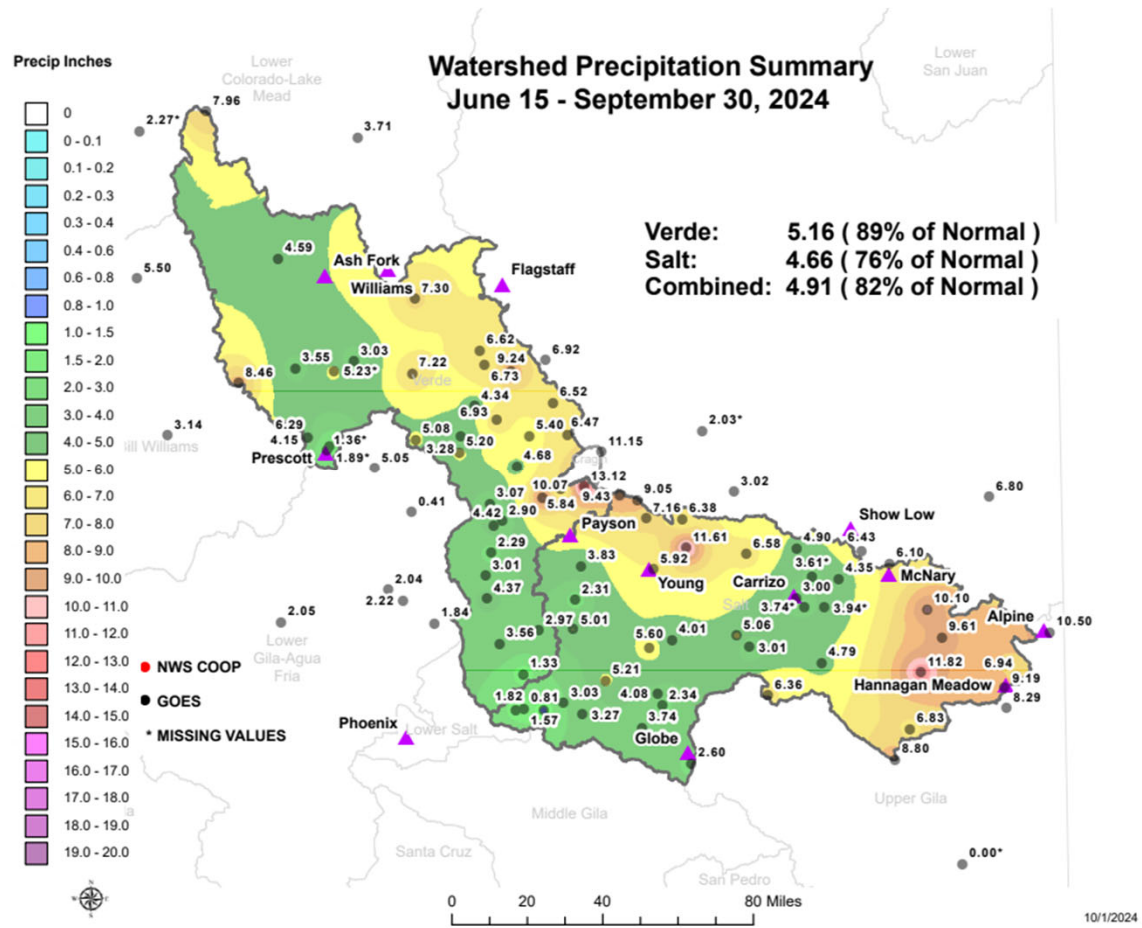 Watershed Precipitation Summary
June 15 - September 30, 2024
Verde: 5.16 ( 89% of Normal )
Salt: 4.66 ( 76% of Normal )
Combined: 4.91 ( 82% of Normal )
Precip Inches
0
0 - 0.1
0.1 - 0.2
0.2 - 0.3
0.3 - 0.4
0.4 - 0.6
0.6 - 0.8
0.8 - 1.0
1.0 - 1.5
1.5 - 2.0
2.0 - 3.0
3.0 - 4.0
4.0 - 5.0
5.0 - 6.0
6.0 - 7.0
7.0 - 8.0
8.0 - 9.0
9.0 - 10.0
10.0 - 11.0
11.0 - 12.0
12.0 - 13.0
13.0 - 14.0
14.0 - 15.0
15.0 - 16.0
16.0 - 17.0
17.0 - 18.0
18.0 - 19.0
19.0 - 20.0
NWS COOP
GOES
* MISSING VALUES
Lower
Colorado-Lake
Mead
Lower
San Juan
7.96
2.27*
3.71
4.59
Ash Fork
Flagstaff
5.50
Williams
7.30
6.62
6.92
3.03
9.24
3.55
5.23*
7.22
6.73
8.46
Verde
4.34
6.52
6.93
3.14
6.29
5.08
5.40
6.47
2.03*
4.15
1.36*
5.20
11.15
ill Williams
3.28
Prescott
1.89*
5.05
4.68
13.12
10.07
9.43
9.05
3.02
6.80
0.41
3.07
5.84
2.90
7.16*
6.38
4.42
Payson
Show Low
11.61
6.43
2.29
4.90
6.58
3.83
5.92
6.10
3.01
3.61*
4.35
Young
Carrizo
McNary
4.37
3.00
2.04
2.31
Salt
3.74*
3.94*
10.10
2.22
Alpine
2.05
1.84
2.97
5.01
5.06
9.61
10.50
Lower
Gila-Agua
Fria
3.56
5.60
4.01
3.01
4.79
1.33
5.21
11.82
6.94
Hannagan Meadow
9.19
1.82
0.81
3.03
4.08
2.34
6.36
8.29
1.57
3.27
3.74
6.83
Phoenix
Lower Salt
Globe
2.60
8.80
Middle Gila
Upper Gila
Santa Cruz
0.00*
San Pedro
0 20 40 80 Miles
10/1/2024